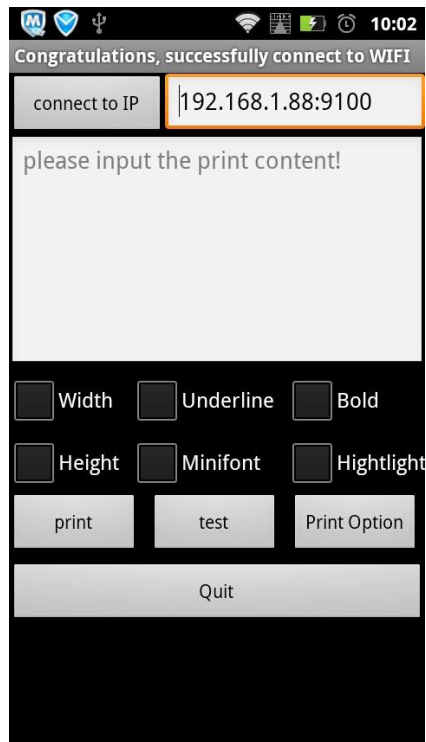 10:02
Congratulations, successfully connect to WIFI
connect to IP 192.168.1.88:9100
please input the print content!
Width Underline Bold
Height Minifont Hightlight
print test Print Option
Quit